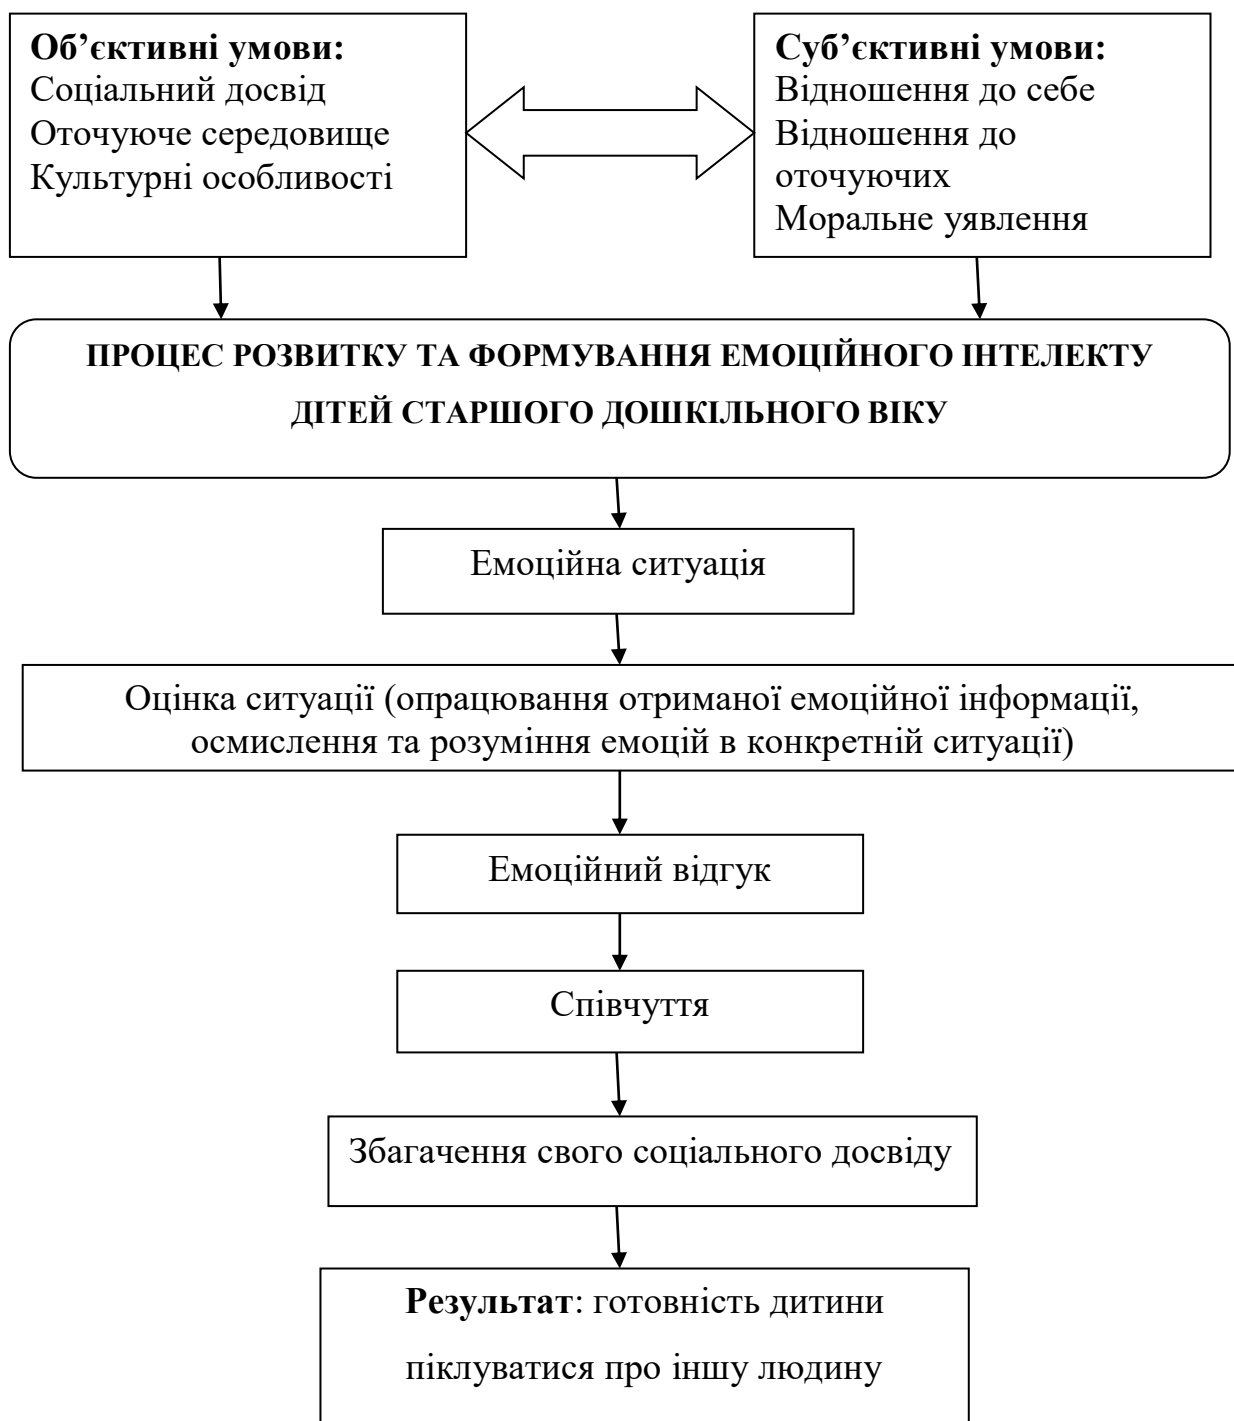 Об’єктивні умови:
Соціальний досвід
Оточуюче середовище
Культурні особливості
Суб’єктивні умови:
Відношення до себе
Відношення до
оточуючих
Моральне уявлення
ПРОЦЕС РОЗВИТКУ ТА ФОРМУВАННЯ ЕМОЦІЙНОГО ІНТЕЛЕКТУ
ДІТЕЙ СТАРШОГО ДОШКІЛЬНОГО ВІКУ
Емоційна ситуація
Оцінка ситуації (опрацювання отриманої емоційної інформації,
осмислення та розуміння емоцій в конкретній ситуації)
Емоційний відгук
Співчуття
Збагачення свого соціального досвіду
Результат: готовність дитини
піклуватися про іншу людину